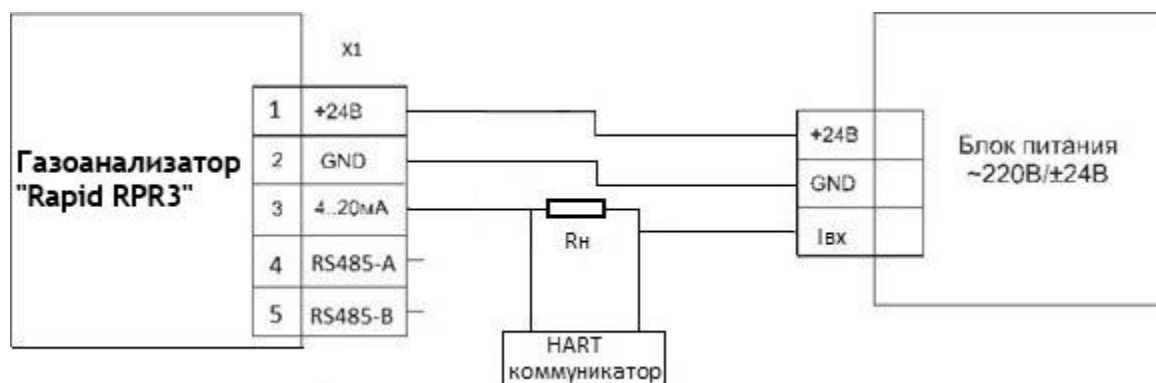 X1
Газоанализатор
"Rapid RPR3"
1 +24В
2 GND
3 4..20мА
4 RS485-A
5 RS485-B
Rн
HART
коммуникатор
+24В
GND
Iвх
Блок питания
~220В/±24В